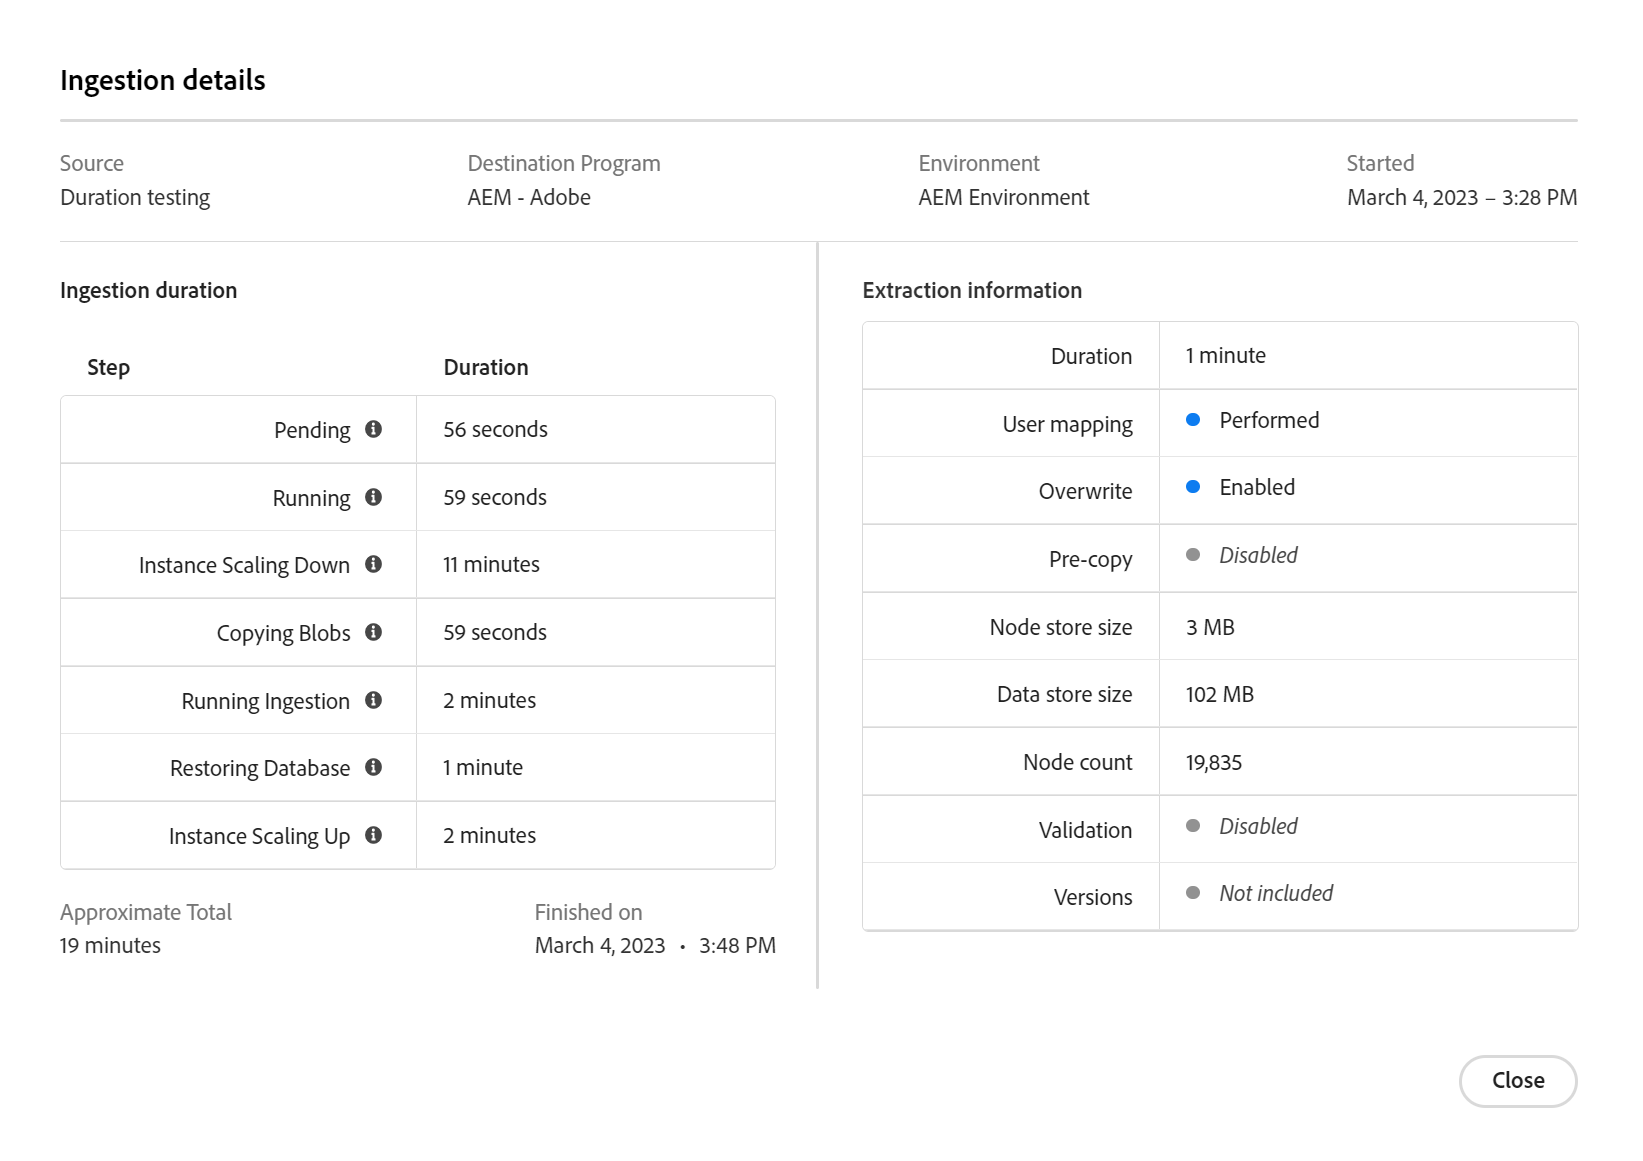 Ingestion details
Source
Duration testing
Destination Program
AEM - Adobe
Environment
AEM Environment
Started
March 4, 2023 – 3:28 PM
Ingestion duration
Step Duration
Pending 56 seconds
Running 59 seconds
Instance Scaling Down 11 minutes
Copying Blobs 59 seconds
Running Ingestion 2 minutes
Restoring Database 1 minute
Instance Scaling Up 2 minutes
Approximate Total
19 minutes
Finished on
March 4, 2023 • 3:48 PM
Extraction information
Duration 1 minute
User mapping Performed
Overwrite Enabled
Pre-copy Disabled
Node store size 3 MB
Data store size 102 MB
Node count 19,835
Validation Disabled
Versions Not included
Close